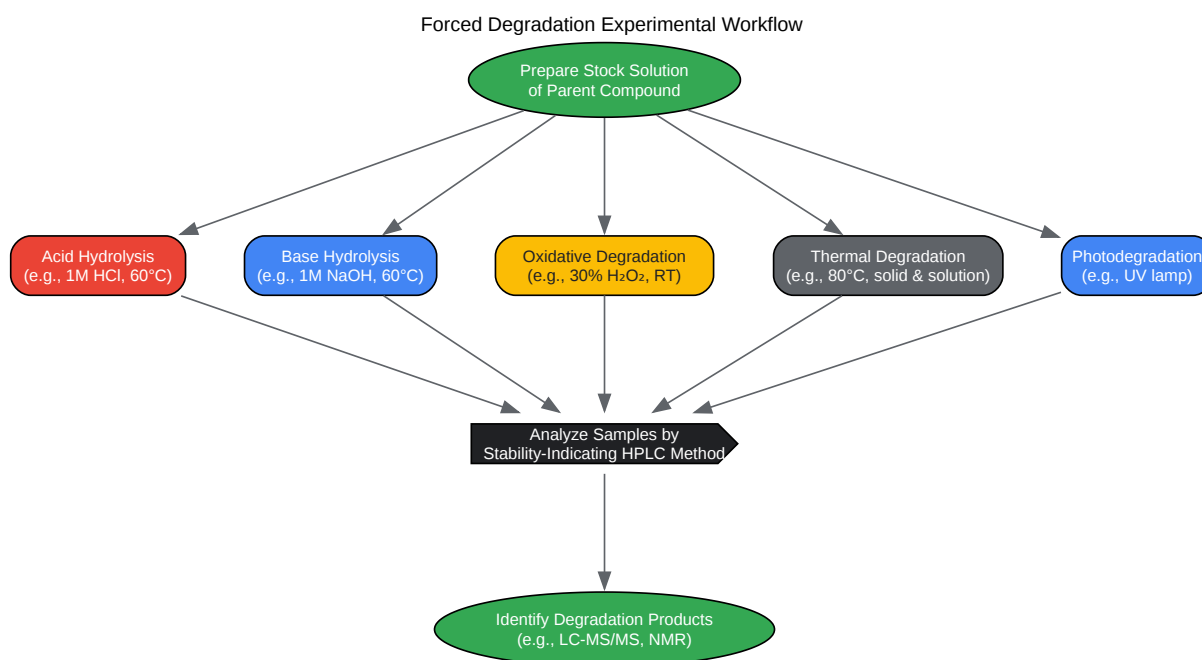 Forced Degradation Experimental Workflow
Prepare Stock Solution
of Parent Compound
Acid Hydrolysis
(e.g., 1M HCl, 60°C)
Base Hydrolysis
(e.g., 1M NaOH, 60°C)
Oxidative Degradation
(e.g., 30% H₂O₂, RT)
Thermal Degradation
(e.g., 80°C, solid & solution)
Photodegradation
(e.g., UV lamp)
Analyze Samples by
Stability-Indicating HPLC Method
Identify Degradation Products
(e.g., LC-MS/MS, NMR)